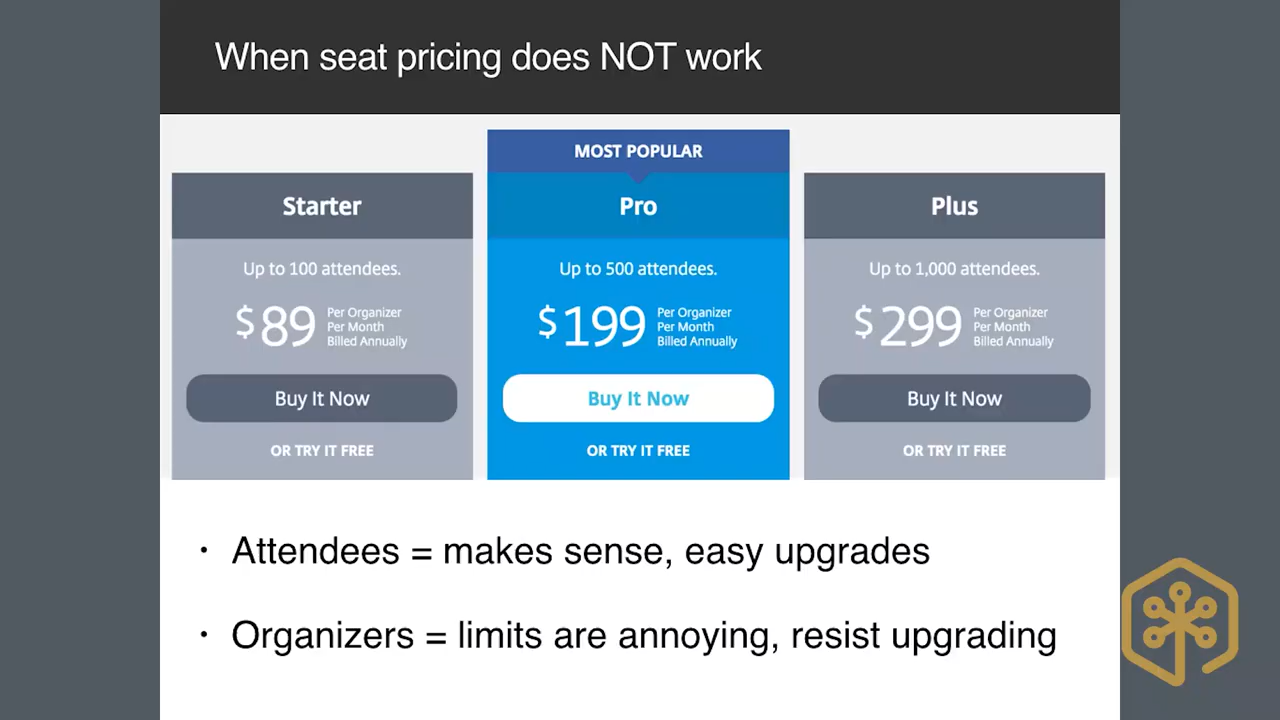 When seat pricing does NOT work
MOST POPULAR
Starter
Up to 100 attendees.
$89 Per Organizer
Per Month
Billed Annually
Buy It Now
OR TRY IT FREE
Pro
Up to 500 attendees.
$199 Per Organizer
Per Month
Billed Annually
Buy It Now
OR TRY IT FREE
Plus
Up to 1,000 attendees.
$299 Per Organizer
Per Month
Billed Annually
Buy It Now
OR TRY IT FREE
• Attendees = makes sense, easy upgrades
• Organizers = limits are annoying, resist upgrading